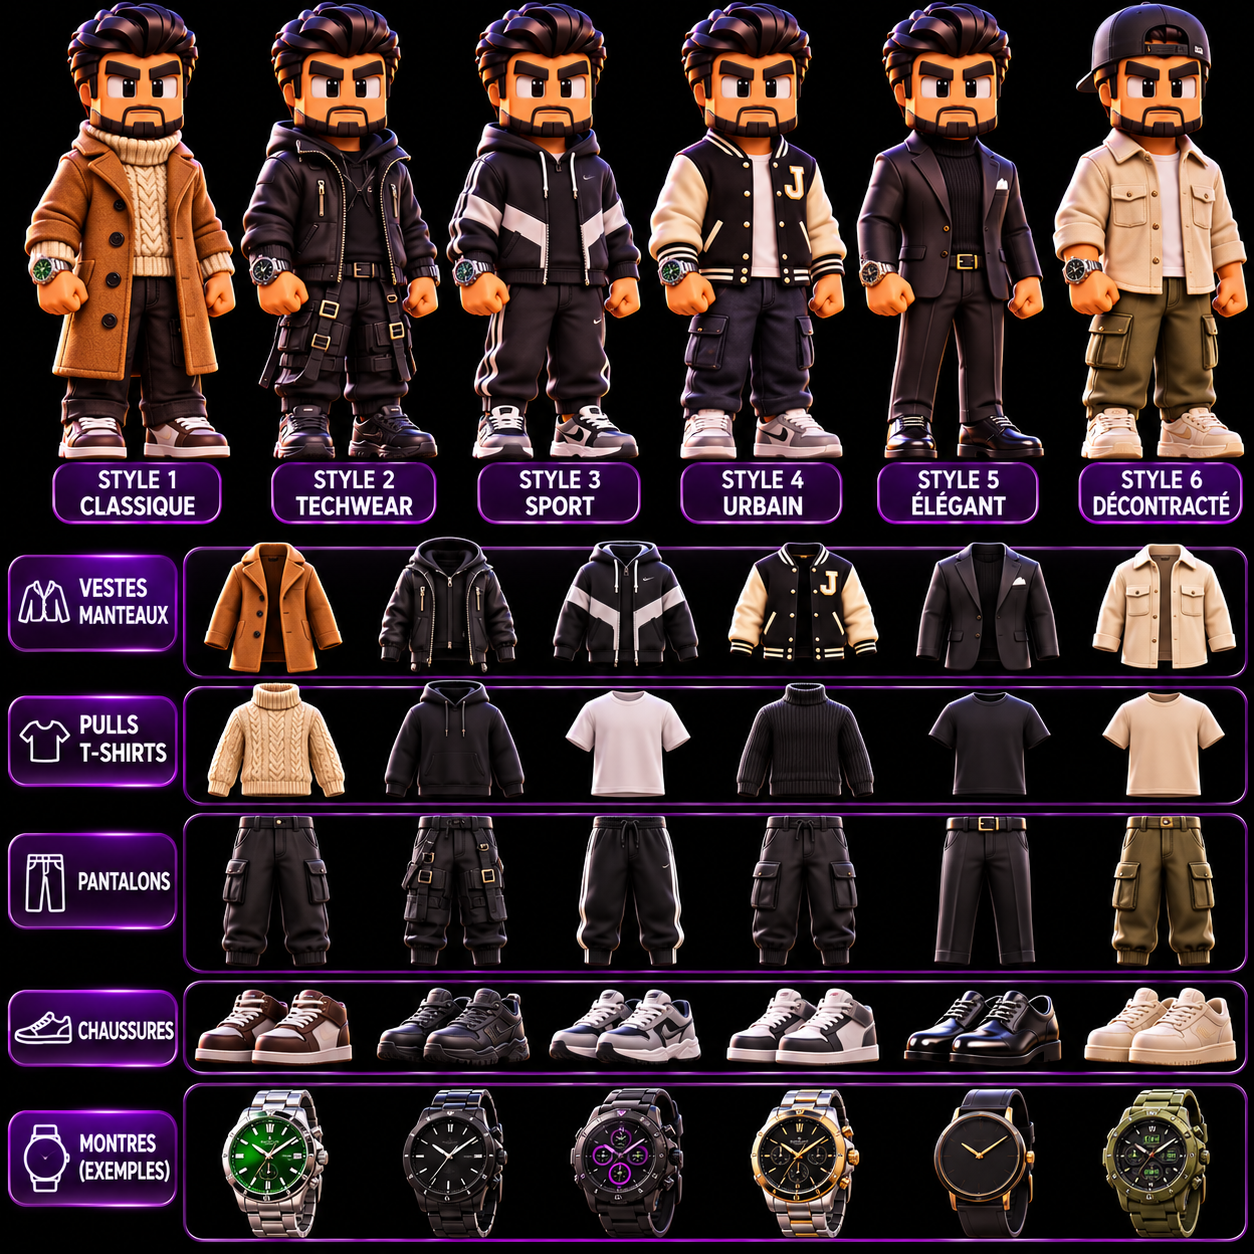 J
STYLE 1
CLASSIQUE
STYLE 2
TECHWEAR
STYLE 3
SPORT
STYLE 4
URBAIN
STYLE 5
ÉLÉGANT
STYLE 6
DÉCONTRACTÉ
VESTES
MANTEAUX
J
PULLS
T-SHIRTS
PANTALONS
CHAUSSURES
MONTRES
(EXEMPLES)